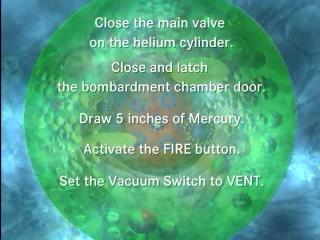 Close the main valve
on the helium cylinder.
Close and latch
the bombardment chamber door.
Draw 5 inches of Mercury.
Activate the FIRE button.
Set the Vacuum Switch to VENT.